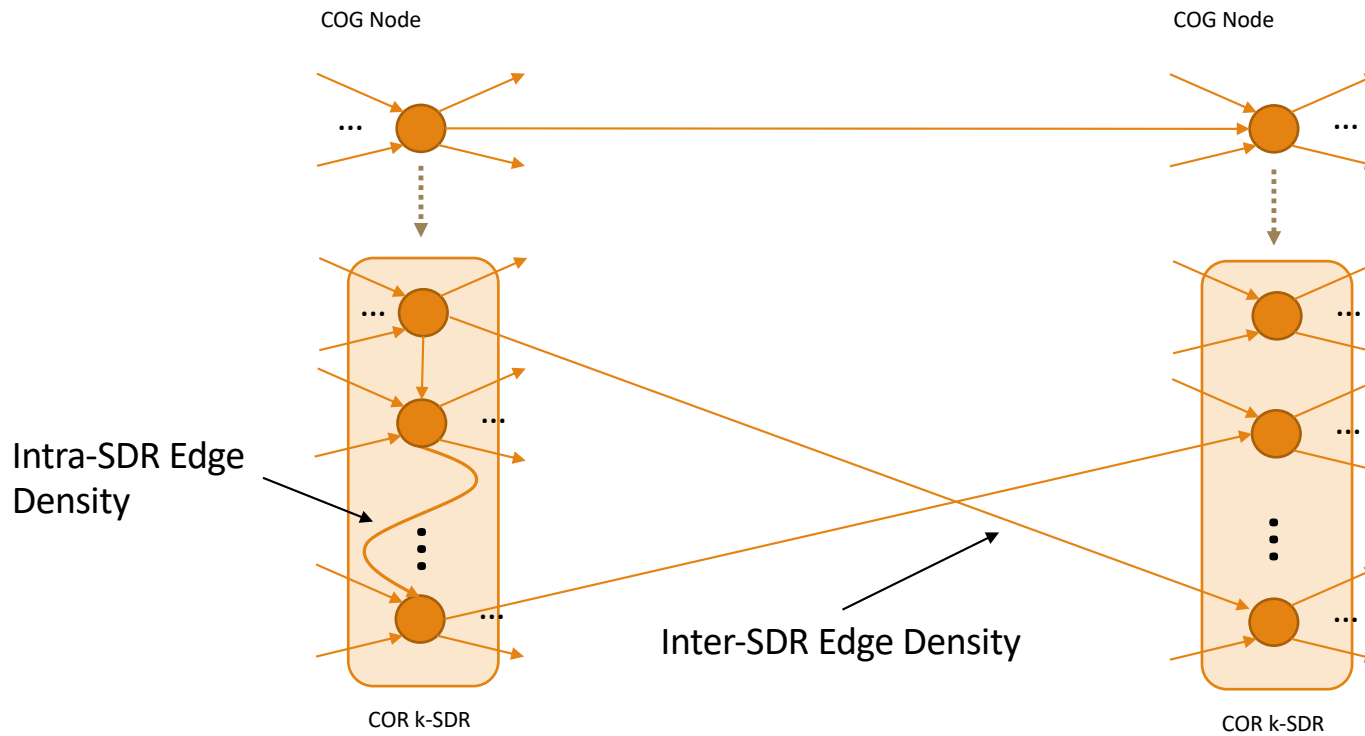 COG Node
COG Node
...
...
...
...
...
...
Intra-SDR Edge
Density
...
...
Inter-SDR Edge Density
COR k-SDR
COR k-SDR